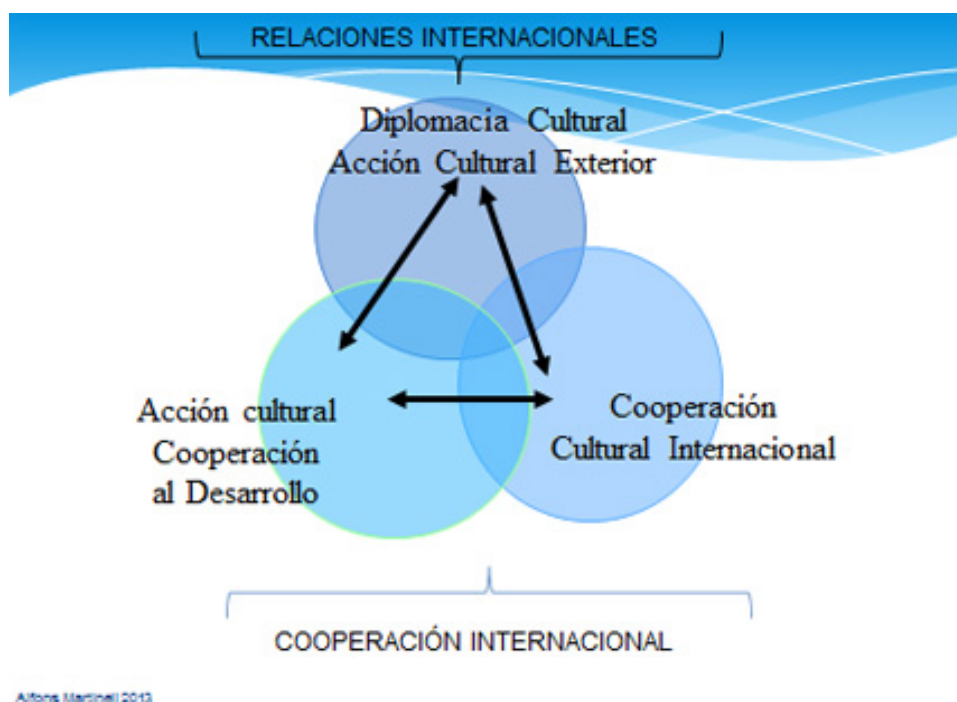 RELACIONES INTERNACIONALES
Diplomacia Cultural
Acción Cultural Exterior
Acción cultural
Cooperación
al Desarrollo
Cooperación
Cultural Internacional
COOPERACIÓN INTERNACIONAL
Alfons Martinell 2013